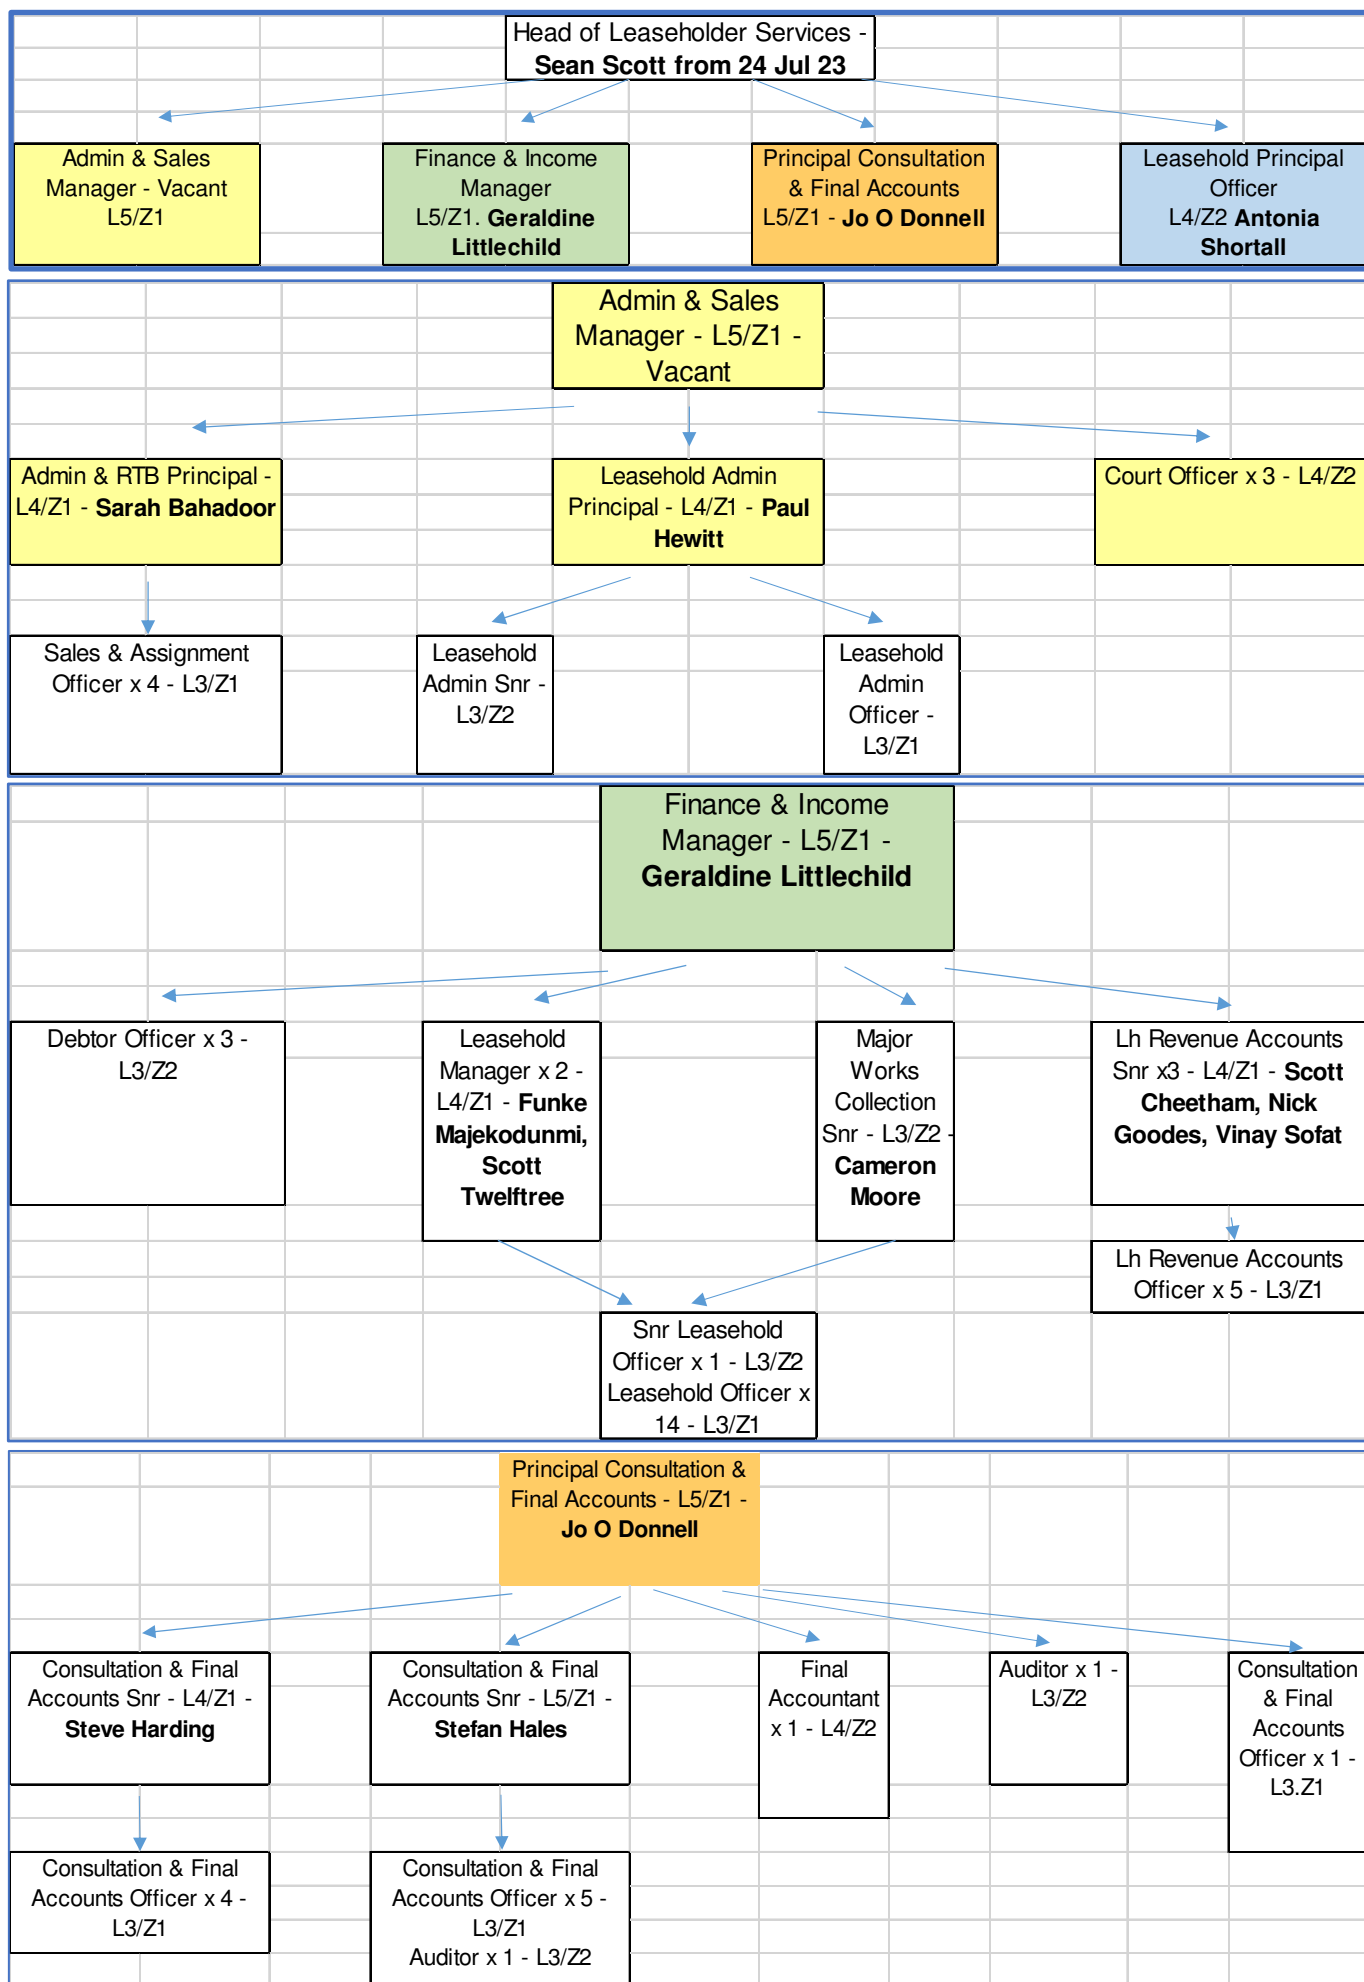 Head of Leaseholder Services -
Sean Scott from 24 Jul 23
Admin & Sales
Manager - Vacant
L5/Z1
Finance & Income
Manager
L5/Z1. Geraldine
Littlechild
Principal Consultation
& Final Accounts
L5/Z1 - Jo O Donnell
Leasehold Principal
Officer
L4/Z2 Antonia
Shortall
Admin & Sales
Manager - L5/Z1 -
Vacant
Admin & RTB Principal -
L4/Z1 - Sarah Bahadoor
Leasehold Admin
Principal - L4/Z1 - Paul
Hewitt
Court Officer x 3 - L4/Z2
Sales & Assignment
Officer x 4 - L3/Z1
Leasehold
Admin Snr -
L3/Z2
Leasehold
Admin
Officer -
L3/Z1
Finance & Income
Manager - L5/Z1 -
Geraldine Littlechild
Debtor Officer x 3 -
L3/Z2
Leasehold
Manager x 2 -
L4/Z1 - Funke
Majekodunmi,
Scott
Twelftree
Major
Works
Collection
Snr - L3/Z2 -
Cameron
Moore
Lh Revenue Accounts
Snr x3 - L4/Z1 - Scott
Cheetham, Nick
Goodes, Vinay Sofat
Lh Revenue Accounts
Officer x 5 - L3/Z1
Snr Leasehold
Officer x 1 - L3/Z2
Leasehold Officer x
14 - L3/Z1
Principal Consultation &
Final Accounts - L5/Z1 -
Jo O Donnell
Consultation & Final
Accounts Snr - L4/Z1 -
Steve Harding
Consultation & Final
Accounts Snr - L5/Z1 -
Stefan Hales
Final
Accountant
x 1 - L4/Z2
Auditor x 1 -
L3/Z2
Consultation
& Final
Accounts
Officer x 1 -
L3.Z1
Consultation & Final
Accounts Officer x 4 -
L3/Z1
Consultation & Final
Accounts Officer x 5 -
L3/Z1
Auditor x 1 - L3/Z2